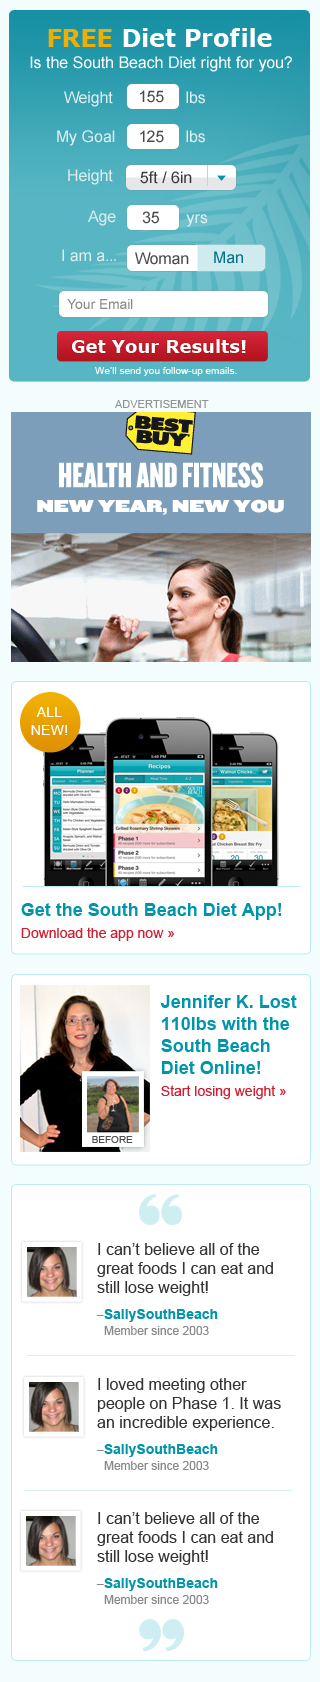 FREE Diet Profile
Is the South Beach Diet right for you?
Weight 155 lbs
My Goal 125 lbs
Height 5ft / 6in
Age 35 yrs
I am a... Woman Man
Your Email
Get Your Results!
We'll send you follow-up emails.
ADVERTISEMENT
BEST
BUY
HEALTH AND FITNESS
NEW YEAR, NEW YOU
ALL
NEW!
Planner
Recipes
Grilled Rosemary Shrimp Skewers
Phase 1
Phase 2
Phase 3
Get the South Beach Diet App!
Download the app now »
Jennifer K. Lost
110lbs with the
South Beach
Diet Online!
Start losing weight »
BEFORE
“
I can’t believe all of the
great foods I can eat and
still lose weight!
–SallySouthBeach
Member since 2003
I loved meeting other
people on Phase 1. It was
an incredible experience.
–SallySouthBeach
Member since 2003
I can’t believe all of the
great foods I can eat and
still lose weight!
–SallySouthBeach
Member since 2003
”